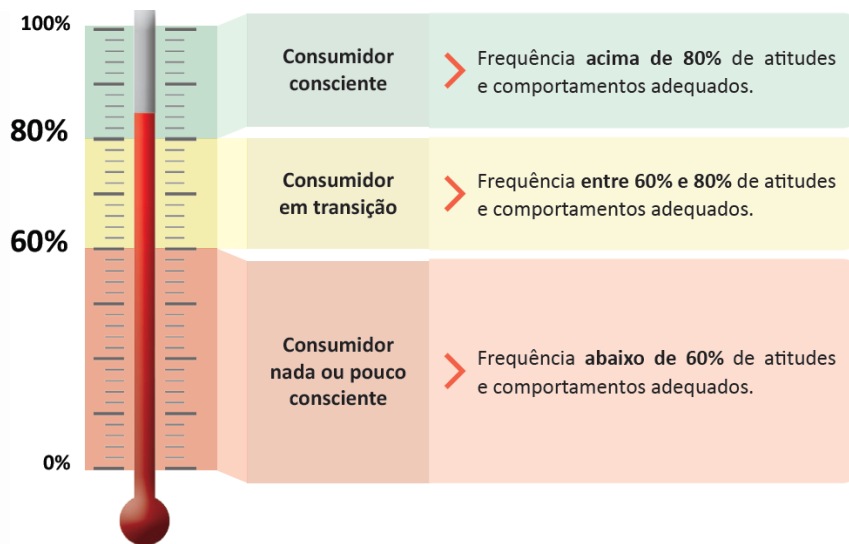 100%
Consumidor
consciente
Frequência acima de 80% de atitudes
e comportamentos adequados.
80%
Consumidor
em transição
Frequência entre 60% e 80% de atitudes
e comportamentos adequados.
60%
Consumidor
nada ou pouco
consciente
Frequência abaixo de 60% de atitudes
e comportamentos adequados.
0%